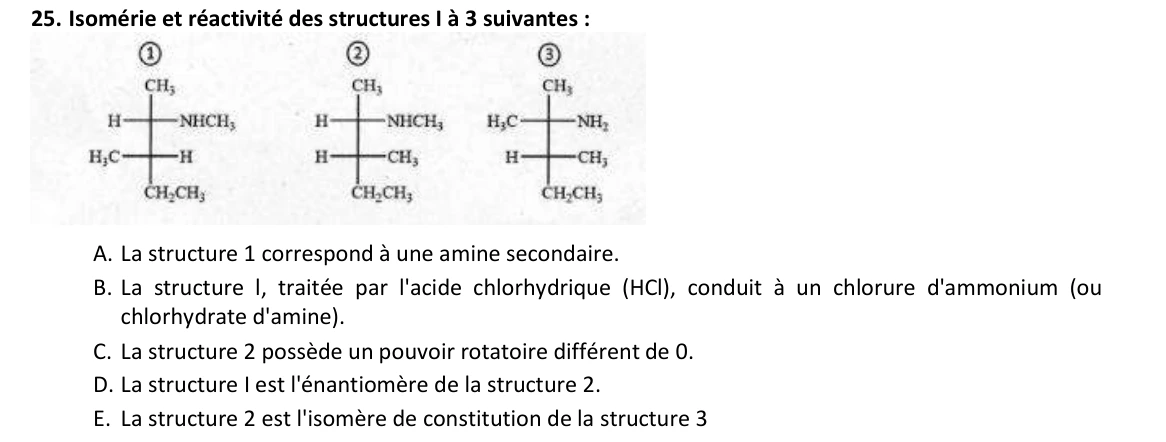 25. Isomérie et réactivité des structures I à 3 suivantes :
① ② ③
CH₃ CH₃ CH₃
H NHCH₃ H NHCH₃ H₃C NH₂
H₃C H H CH₃ H CH₃
CH₂CH₃ CH₂CH₃ CH₂CH₃
A. La structure 1 correspond à une amine secondaire.
B. La structure I, traitée par l'acide chlorhydrique (HCl), conduit à un chlorure d'ammonium (ou
chlorhydrate d'amine).
C. La structure 2 possède un pouvoir rotatoire différent de 0.
D. La structure I est l'énantiomère de la structure 2.
E. La structure 2 est l'isomère de constitution de la structure 3